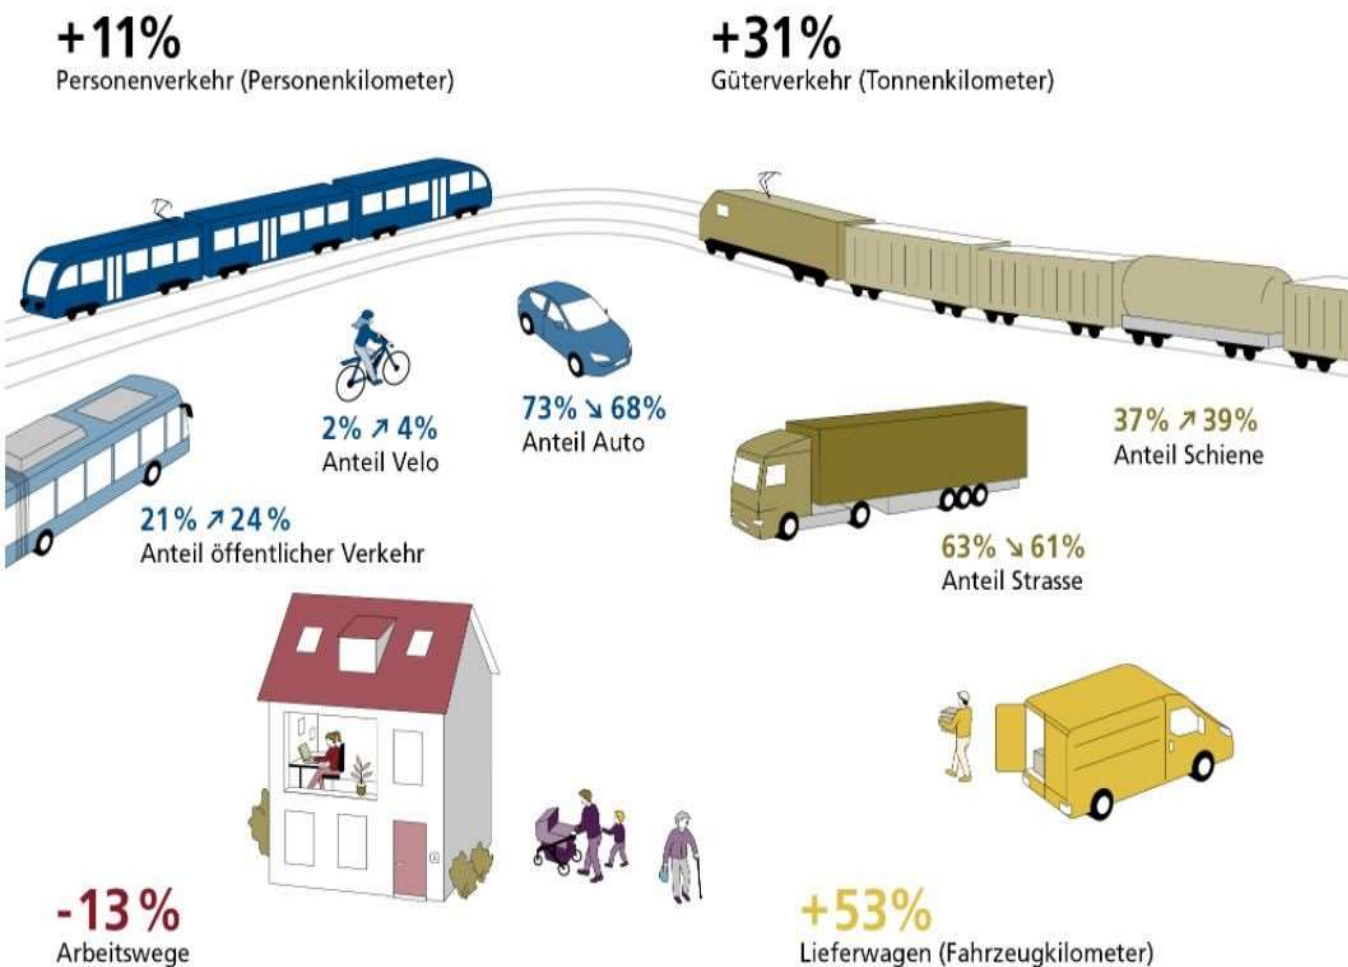 +11%
Personenverkehr (Personenkilometer)
+31%
Güterverkehr (Tonnenkilometer)
2% ↗ 4%
Anteil Velo
73% ↘ 68%
Anteil Auto
21% ↗ 24%
Anteil öffentlicher Verkehr
37% ↗ 39%
Anteil Schiene
63% ↘ 61%
Anteil Strasse
-13%
Arbeitswege
+53%
Lieferwagen (Fahrzeugkilometer)